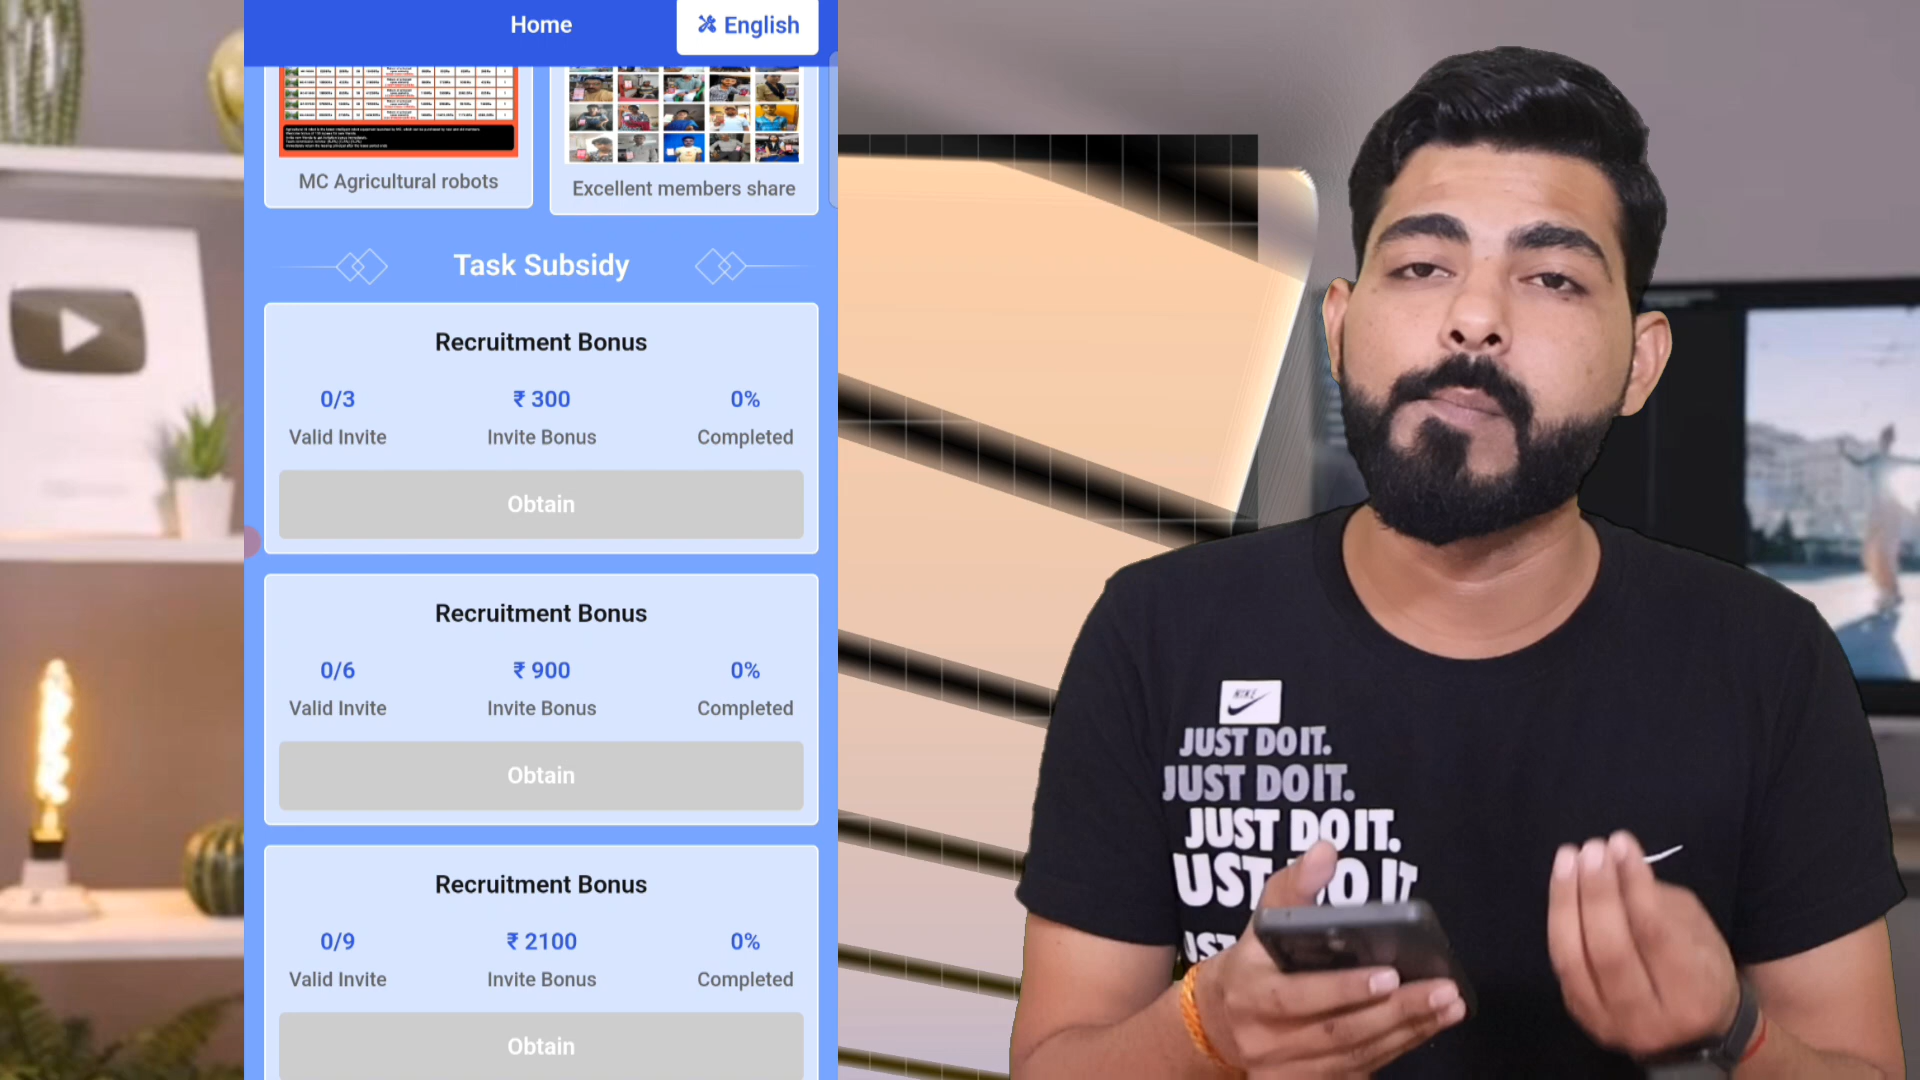 Home
English
MC Agricultural robots
Excellent members share
Task Subsidy
Recruitment Bonus
0/3
₹ 300
0%
Valid Invite
Invite Bonus
Completed
Obtain
Recruitment Bonus
0/6
₹ 900
0%
Valid Invite
Invite Bonus
Completed
Obtain
Recruitment Bonus
0/9
₹ 2100
0%
Valid Invite
Invite Bonus
Completed
Obtain
NIKE
JUST DO IT.
JUST DO IT.
JUST DO IT.